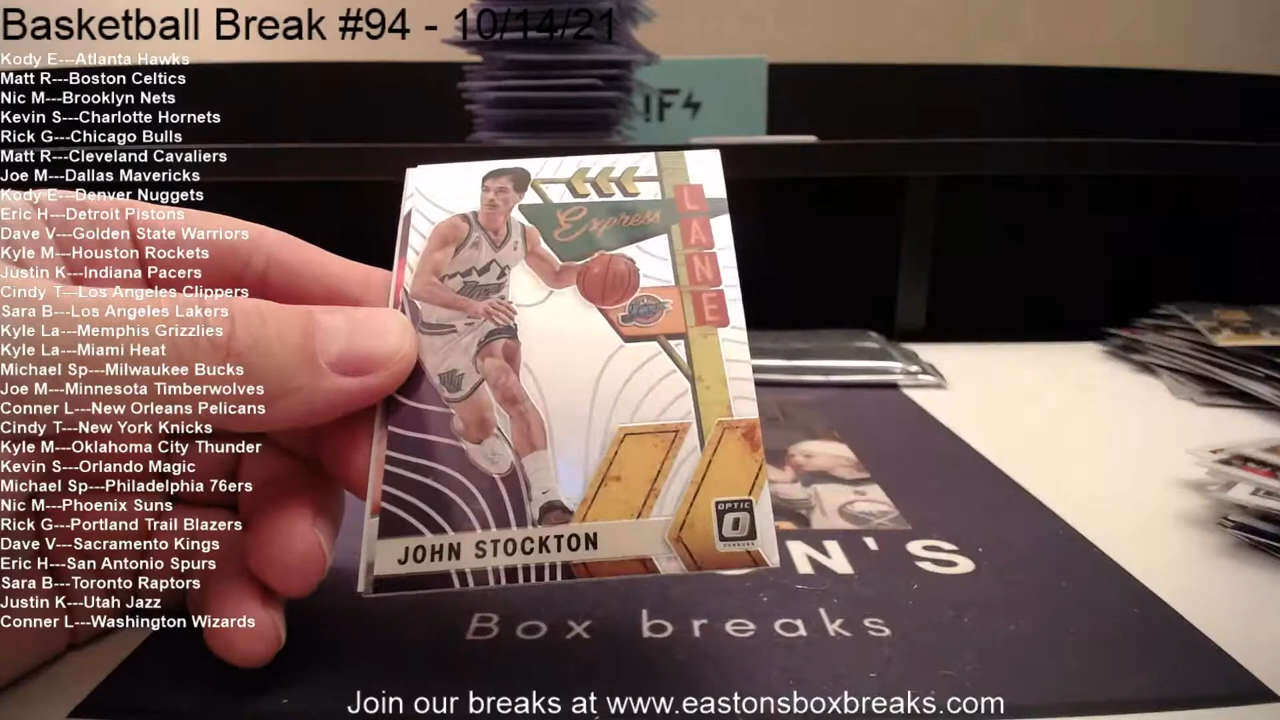 Basketball Break #94 - 10/14/21
Kody E---Atlanta Hawks
Matt R---Boston Celtics
Nic M---Brooklyn Nets
Kevin S---Charlotte Hornets
Rick G---Chicago Bulls
Matt R---Cleveland Cavaliers
Joe M---Dallas Mavericks
Kody E---Denver Nuggets
Eric H---Detroit Pistons
Dave V---Golden State Warriors
Kyle M---Houston Rockets
Justin K---Indiana Pacers
Cindy T---Los Angeles Clippers
Sara B---Los Angeles Lakers
Kyle La---Memphis Grizzlies
Kyle La---Miami Heat
Michael Sp---Milwaukee Bucks
Joe M---Minnesota Timberwolves
Conner L---New Orleans Pelicans
Cindy T---New York Knicks
Kyle M---Oklahoma City Thunder
Kevin S---Orlando Magic
Michael Sp---Philadelphia 76ers
Nic M---Phoenix Suns
Rick G---Portland Trail Blazers
Dave V---Sacramento Kings
Eric H---San Antonio Spurs
Sara B---Toronto Raptors
Justin K---Utah Jazz
Conner L---Washington Wizards
Express
LANE
JOHN STOCKTON
OPTIC
N'S
Box breaks
Join our breaks at www.eastonsboxbreaks.com